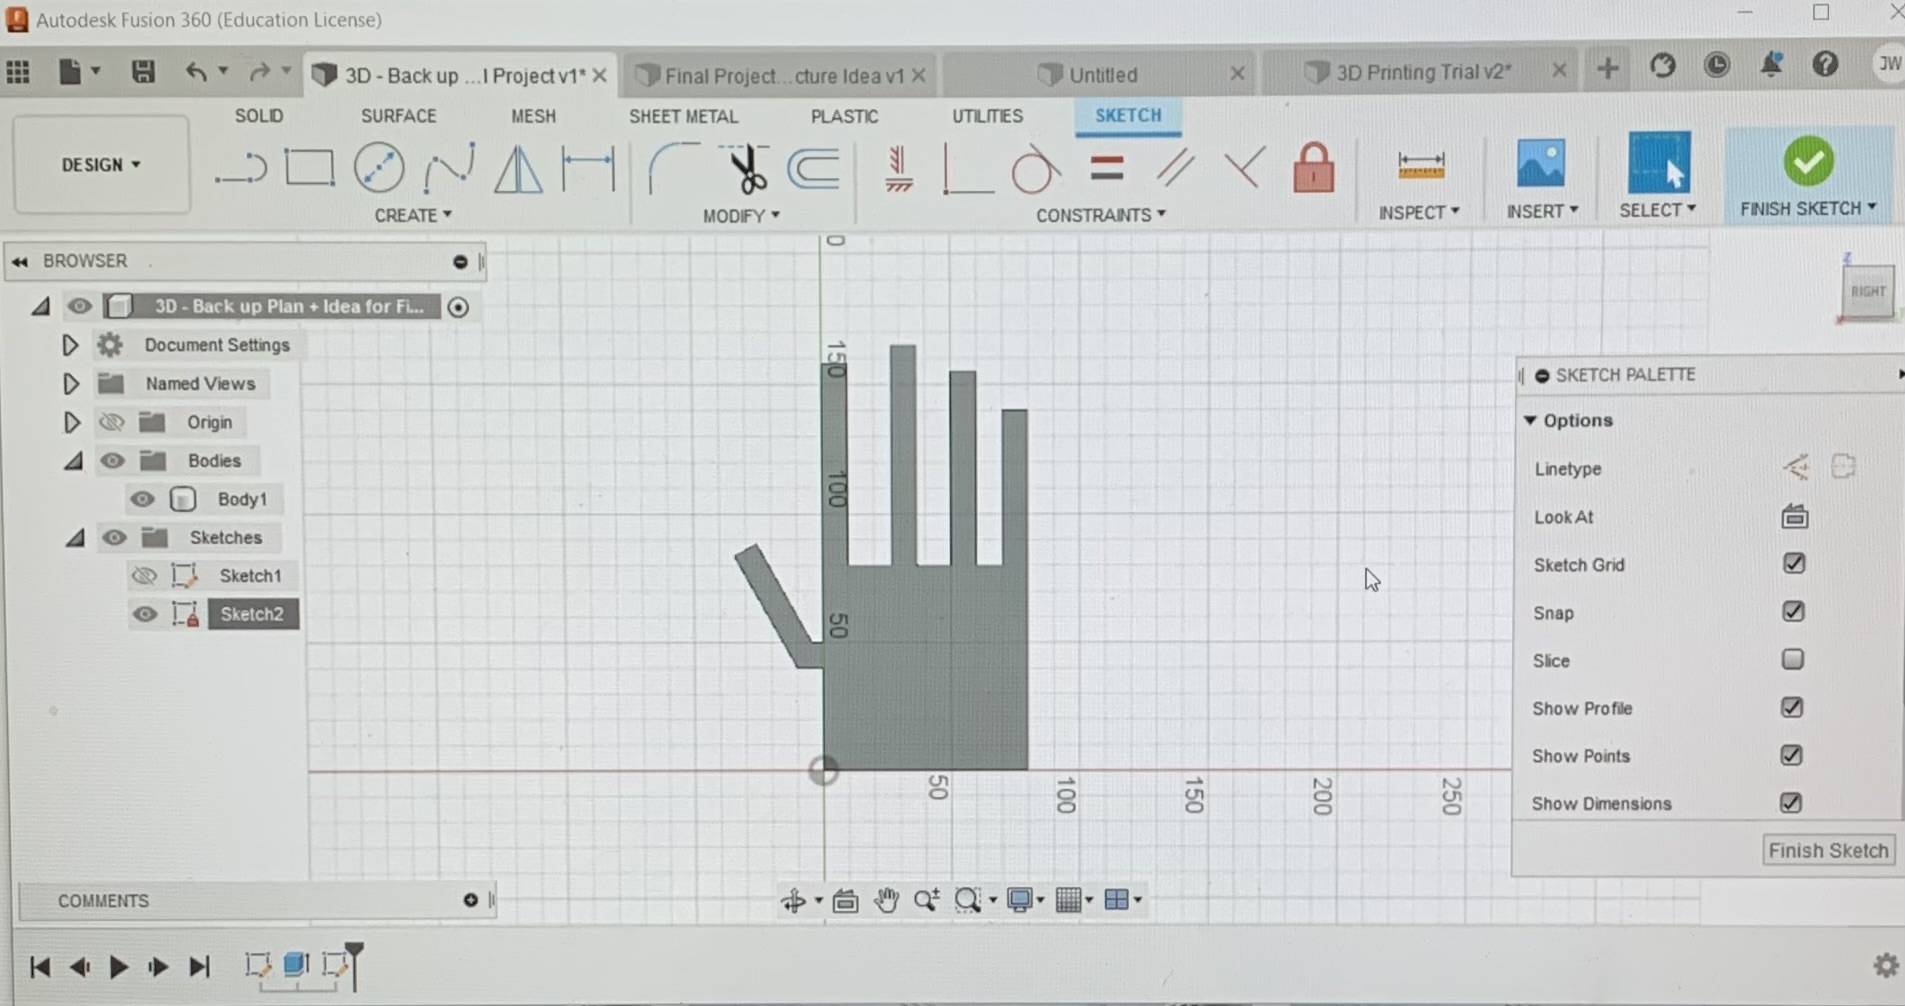 Autodesk Fusion 360 (Education License)
3D - Back up ...l Project v1*
Final Project...cture Idea v1
Untitled
3D Printing Trial v2*
JW
SOLID
SURFACE
MESH
SHEET METAL
PLASTIC
UTILITIES
SKETCH
DESIGN
CREATE
MODIFY
CONSTRAINTS
INSPECT
INSERT
SELECT
FINISH SKETCH
BROWSER
3D - Back up Plan + Idea for Fi...
Document Settings
Named Views
Origin
Bodies
Body1
Sketches
Sketch1
Sketch2
0
150
100
50
50
100
150
200
250
Z
RIGHT
SKETCH PALETTE
Options
Linetype
Look At
Sketch Grid
Snap
Slice
Show Profile
Show Points
Show Dimensions
Finish Sketch
COMMENTS